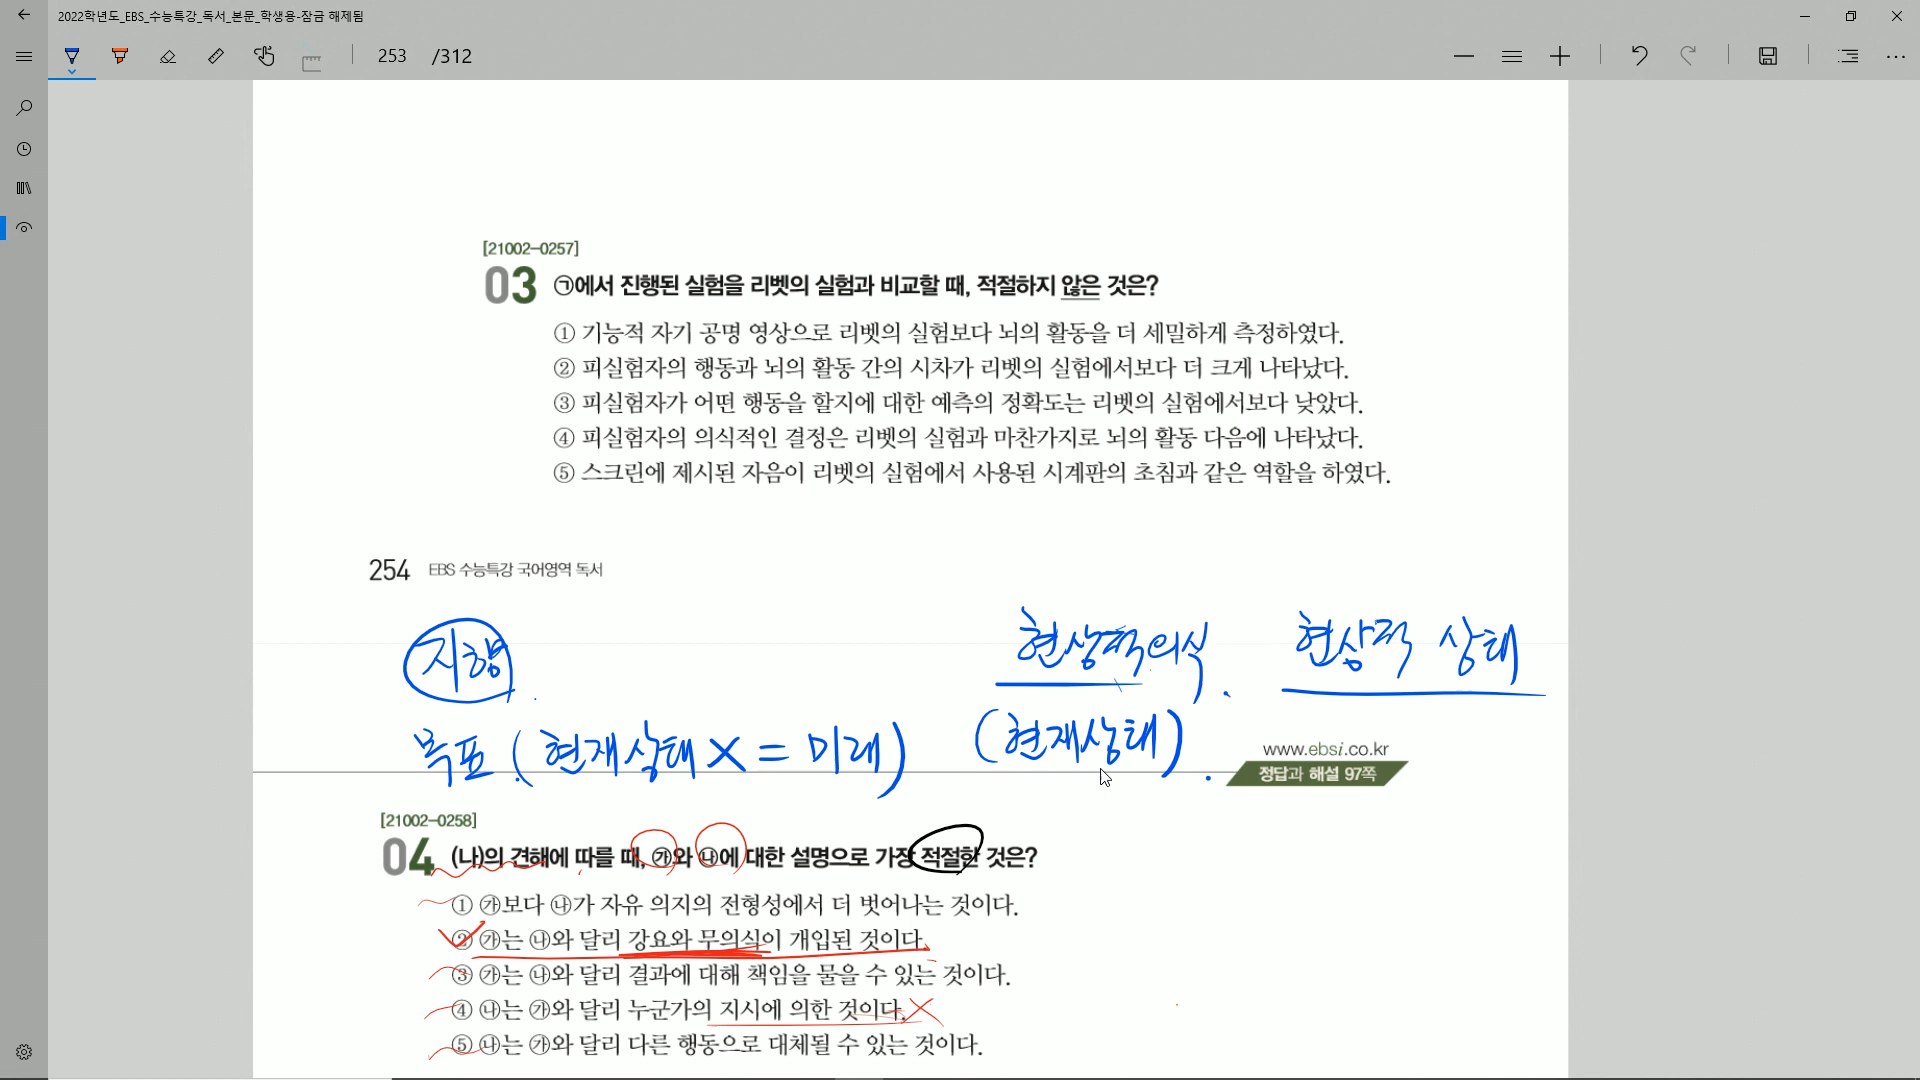 2022학년도_EBS_수능특강_독서_본문_학생용-잠금 해제됨
253 /312
[21002-0257]
03 ㉠에서 진행된 실험을 리벳의 실험과 비교할 때, 적절하지 않은 것은?
① 기능적 자기 공명 영상으로 리벳의 실험보다 뇌의 활동을 더 세밀하게 측정하였다.
② 피실험자의 행동과 뇌의 활동 간의 시차가 리벳의 실험에서보다 더 크게 나타났다.
③ 피실험자가 어떤 행동을 할지에 대한 예측의 정확도는 리벳의 실험에서보다 낮았다.
④ 피실험자의 의식적인 결정은 리벳의 실험과 마찬가지로 뇌의 활동 다음에 나타났다.
⑤ 스크린에 제시된 자음이 리벳의 실험에서 사용된 시계판의 초침과 같은 역할을 하였다.
254 EBS 수능특강 국어영역 독서
지향 현상적 의식. 현상적 상태
목표 (현재상태 X = 미래) (현재상태).
www.ebsi.co.kr
정답과 해설 97쪽
[21002-0258]
04 (나)의 견해에 따를 때, ㉮와 ㉯에 대한 설명으로 가장 적절한 것은?
① ㉮보다 ㉯가 자유 의지의 전형성에서 더 벗어나는 것이다.
② ㉮는 ㉯와 달리 강요와 무의식이 개입된 것이다.
③ ㉮는 ㉯와 달리 결과에 대해 책임을 물을 수 있는 것이다.
④ ㉯는 ㉮와 달리 누군가의 지시에 의한 것이다.
⑤ ㉯는 ㉮와 달리 다른 행동으로 대체될 수 있는 것이다.